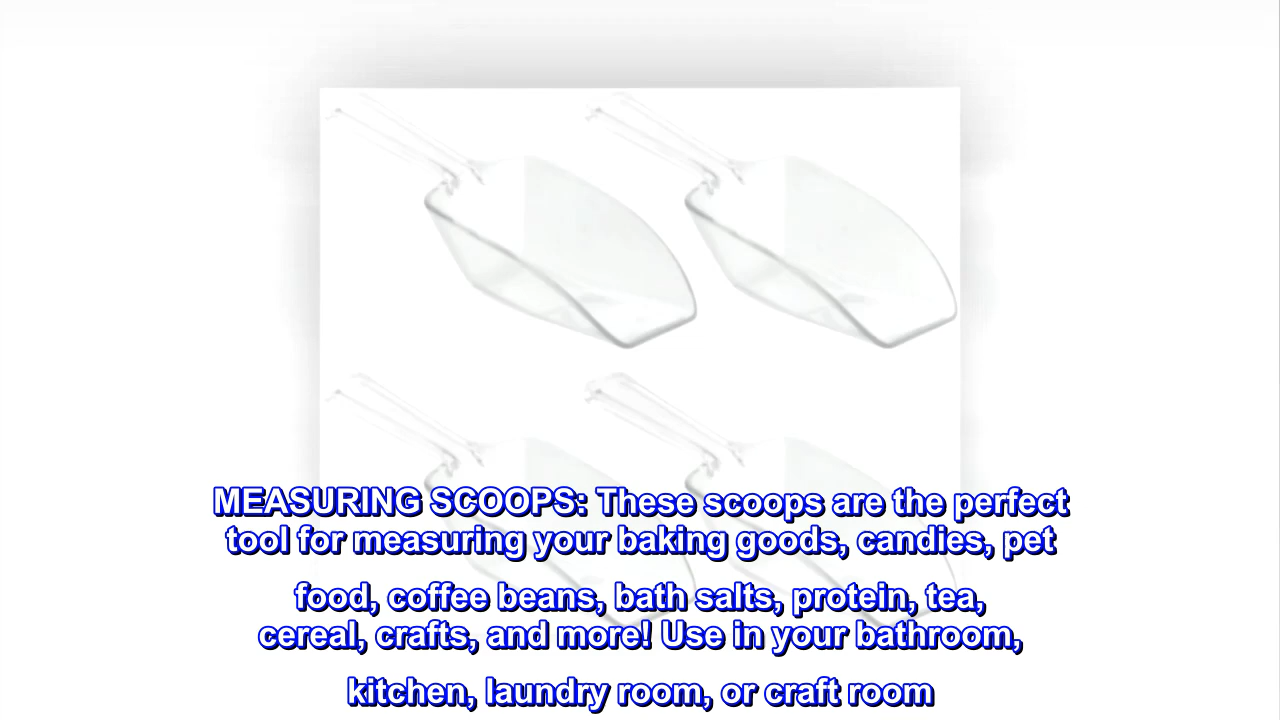 MEASURING SCOOPS: These scoops are the perfect
tool for measuring your baking goods, candies, pet
food, coffee beans, bath salts, protein, tea,
cereal, crafts, and more! Use in your bathroom,
kitchen, laundry room, or craft room